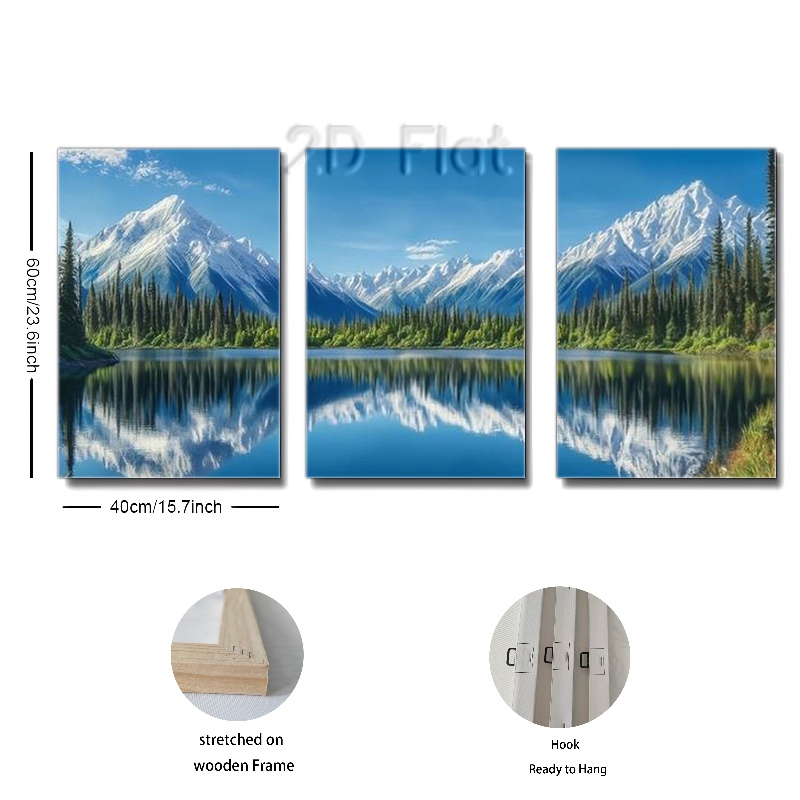 2D Flat
60cm/23.6inch
40cm/15.7inch
stretched on
wooden Frame
Hook
Ready to Hang